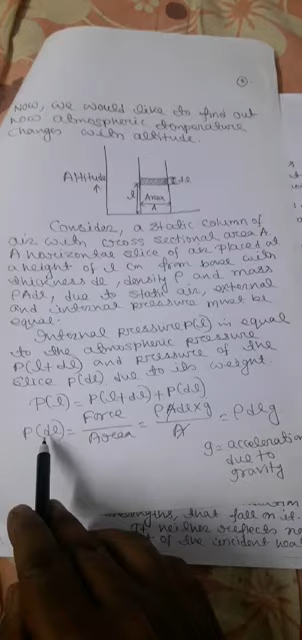 Now, we would like to find out
how atmospheric temperature
changes with altitude.
Altitude
dl
l
Area
A
Consider, a static column of
air with cross sectional area A.
A horizontal slice of air placed at
a height of l cm from base with
thickness dl, density ρ and mass
ρAdl, due to static air, external
and internal pressure must be
equal.
Internal pressure P(l) is equal
to the atmospheric pressure
P(l+dl) and pressure of the
slice P(dl) due to its weight.
P(l) = P(l+dl) + P(dl)
P(dl) = Force / Area = ρAdl×g / A = ρdlg
g = acceleration
due to
gravity
that fall on it.
It neither reflects
of the incident